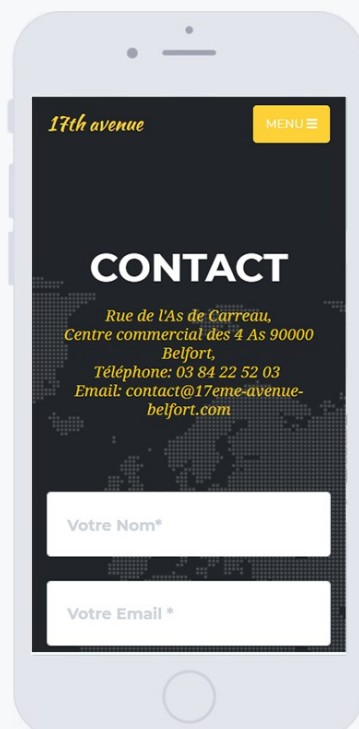 17th avenue
MENU
CONTACT
Rue de l'As de Carreau,
Centre commercial des 4 As 90000
Belfort,
Téléphone: 03 84 22 52 03
Email: contact@17eme-avenue-
belfort.com
Votre Nom*
Votre Email *